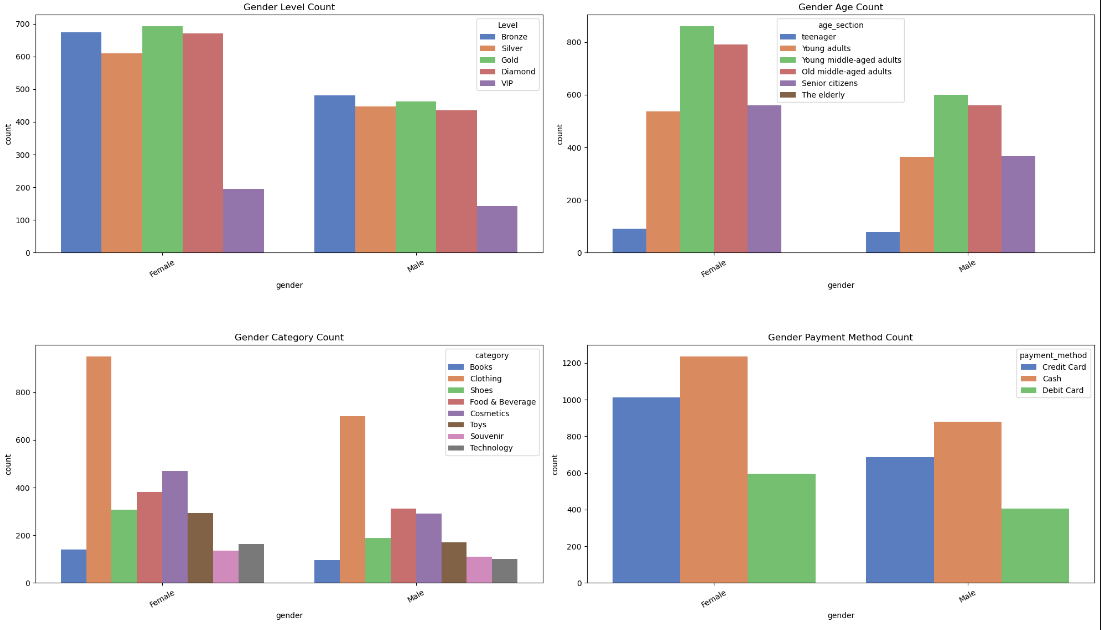 Gender Level Count
Level
Bronze
Silver
Gold
Diamond
VIP
700
600
500
400
300
200
100
0
count
Female
Male
gender
Gender Age Count
age_section
teenager
Young adults
Young middle-aged adults
Old middle-aged adults
Senior citizens
The elderly
800
600
400
200
0
count
Female
Male
gender
Gender Category Count
category
Books
Clothing
Shoes
Food & Beverage
Cosmetics
Toys
Souvenir
Technology
800
600
400
200
0
count
Female
Male
gender
Gender Payment Method Count
payment_method
Credit Card
Cash
Debit Card
1200
1000
800
600
400
200
0
count
Female
Male
gender